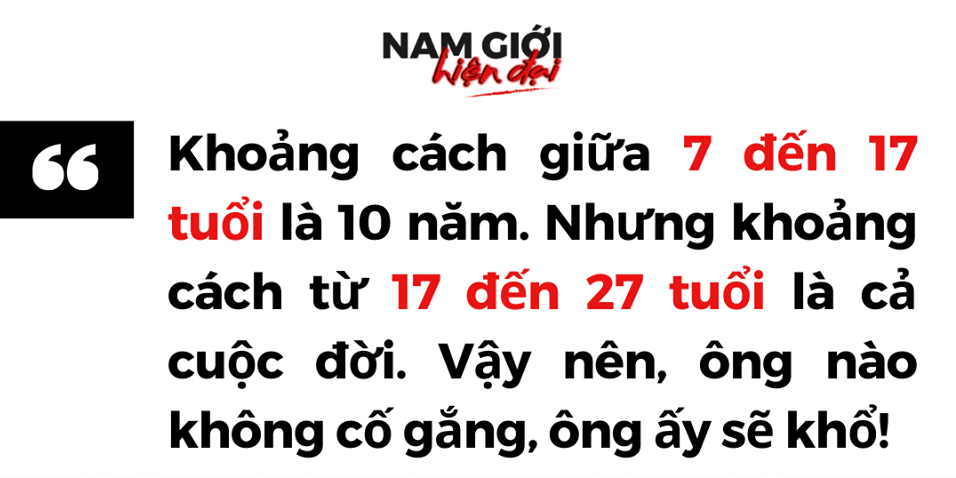 NAM GIỚI
hiện đại
“
Khoảng cách giữa 7 đến 17
tuổi là 10 năm. Nhưng khoảng
cách từ 17 đến 27 tuổi là cả
cuộc đời. Vậy nên, ông nào
không cố gắng, ông ấy sẽ khổ!